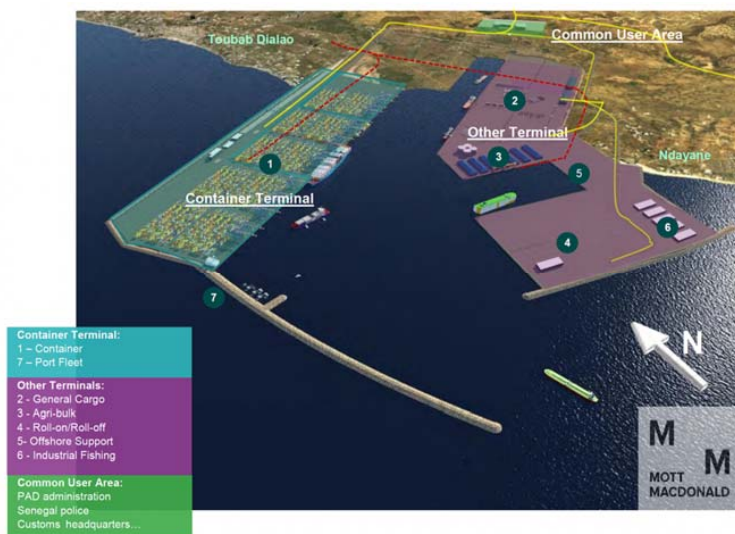 Toubab Dialao
Common User Area
2
Other Terminal
3
1
Ndayane
5
Container Terminal
6
4
7
N
Container Terminal:
1 – Container
7 – Port Fleet
Other Terminals:
2 - General Cargo
3 - Agri-bulk
4 - Roll-on/Roll-off
5- Offshore Support
6 - Industrial Fishing
Common User Area:
PAD administration
Senegal police
Customs headquarters…
M
M
MOTT
MACDONALD